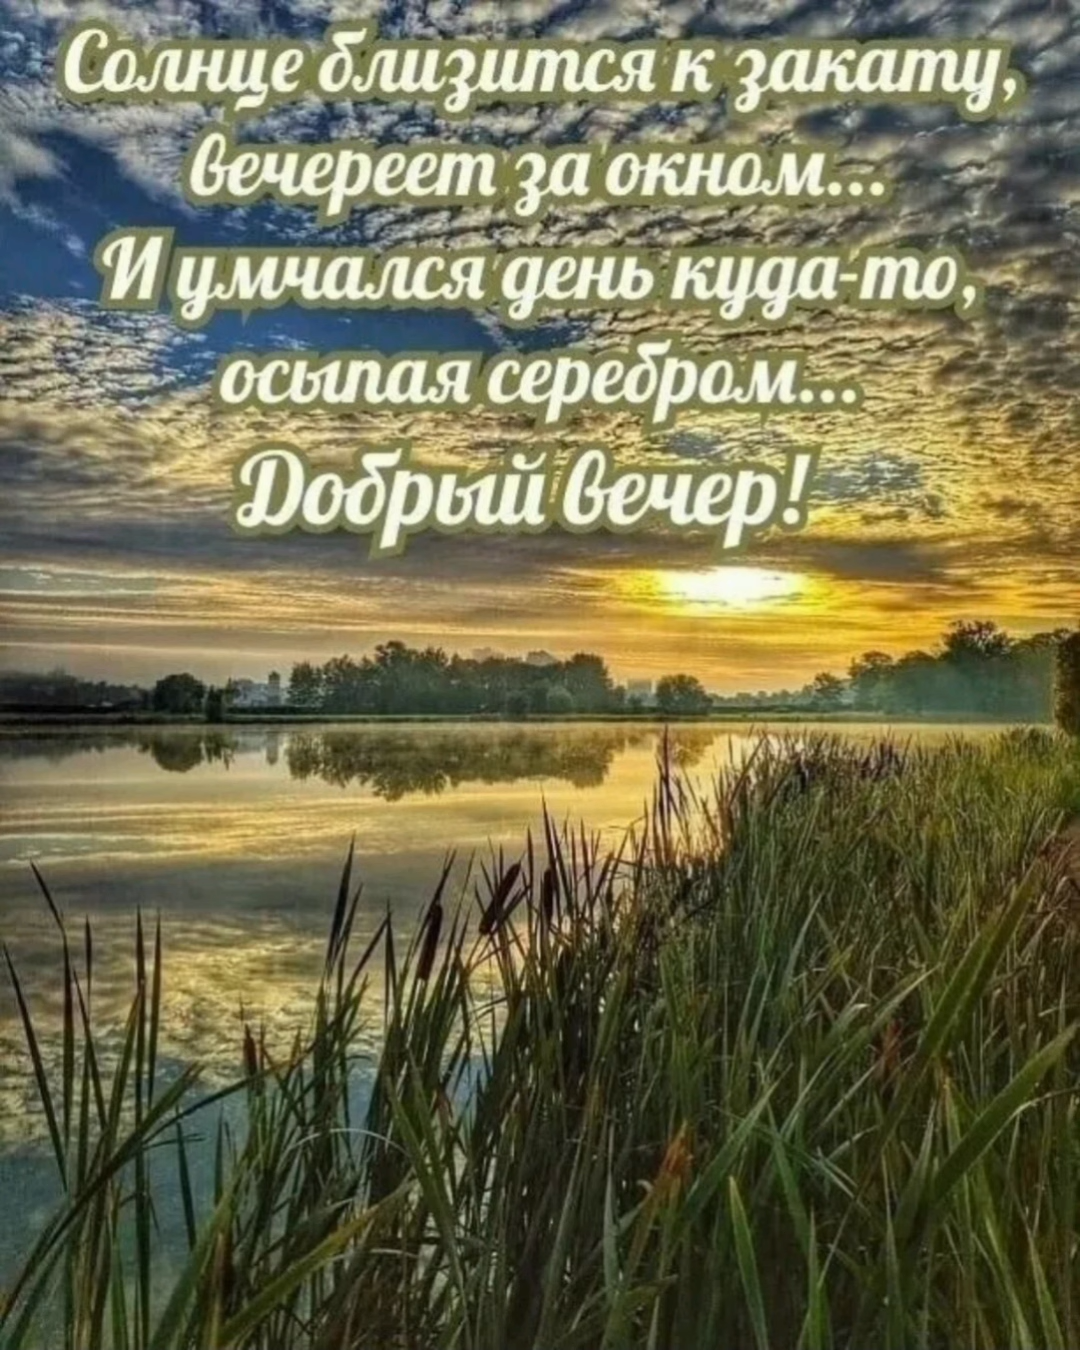 Солнце близится к закату,
вечереет за окном...
И умчался день куда-то,
осыпая серебром...
Добрый вечер!